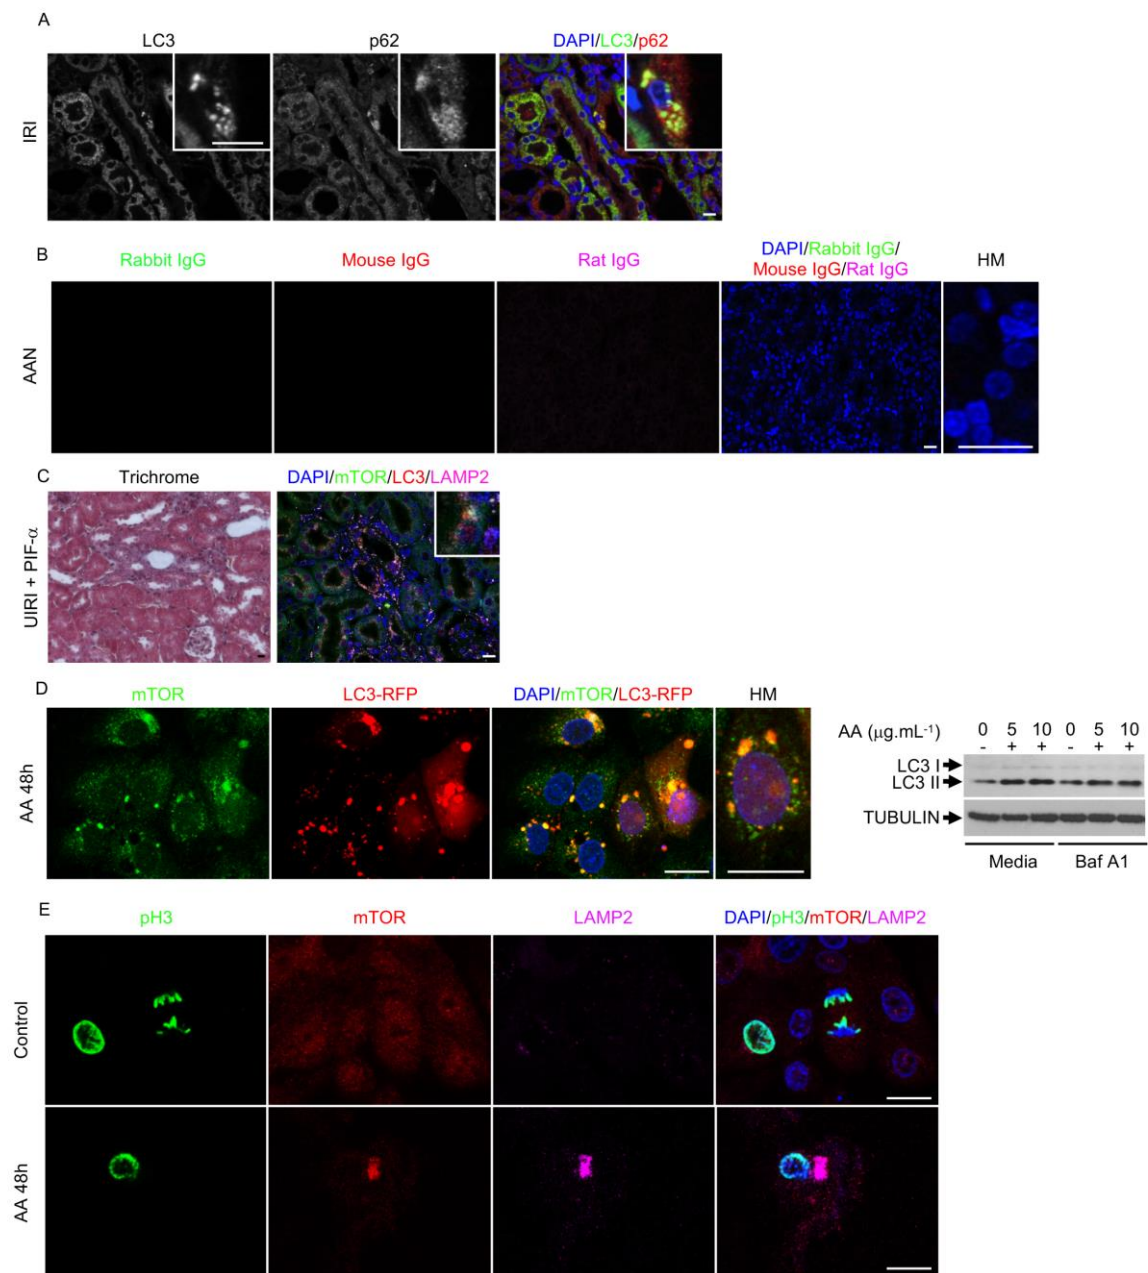 A
LC3 p62 DAPI/LC3/p62
IRI
B
Rabbit IgG Mouse IgG Rat IgG DAPI/Rabbit IgG/ HM
Mouse IgG/Rat IgG
AAN
C
Trichrome DAPI/mTOR/LC3/LAMP2
UIRI + PIF-α
D
mTOR LC3-RFP DAPI/mTOR/LC3-RFP HM
AA 48h
AA (μg.mL⁻¹) 0 5 10 0 5 10
- + + - + +
LC3 I
LC3 II
TUBULIN
Media Baf A1
E
pH3 mTOR LAMP2 DAPI/pH3/mTOR/LAMP2
Control
AA 48h